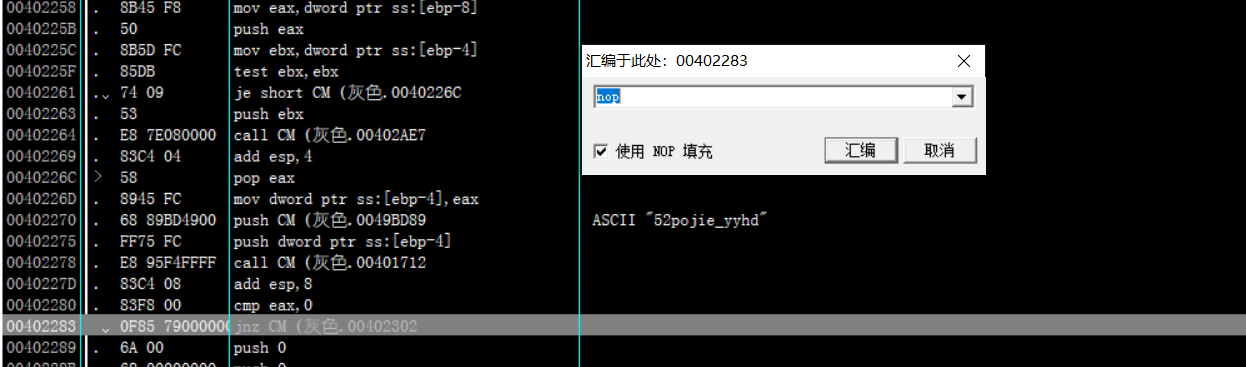 00402258 . 8B45 F8 mov eax,dword ptr ss:[ebp-8]
0040225B . 50 push eax
0040225C . 8B5D FC mov ebx,dword ptr ss:[ebp-4]
0040225F . 85DB test ebx,ebx
00402261 .⌄ 74 09 je short CM (灰色.0040226C
00402263 . 53 push ebx
00402264 . E8 7E080000 call CM (灰色.00402AE7
00402269 . 83C4 04 add esp,4
0040226C > 58 pop eax
0040226D . 8945 FC mov dword ptr ss:[ebp-4],eax
00402270 . 68 89BD4900 push CM (灰色.0049BD89 ASCII "52pojie_yyhd"
00402275 . FF75 FC push dword ptr ss:[ebp-4]
00402278 . E8 95F4FFFF call CM (灰色.00401712
0040227D . 83C4 08 add esp,8
00402280 . 83F8 00 cmp eax,0
00402283 ⌄ 0F85 7900000 jnz CM (灰色.00402302
00402289 . 6A 00 push 0
汇编于此处: 00402283
nop
使用 NOP 填充
汇编 取消